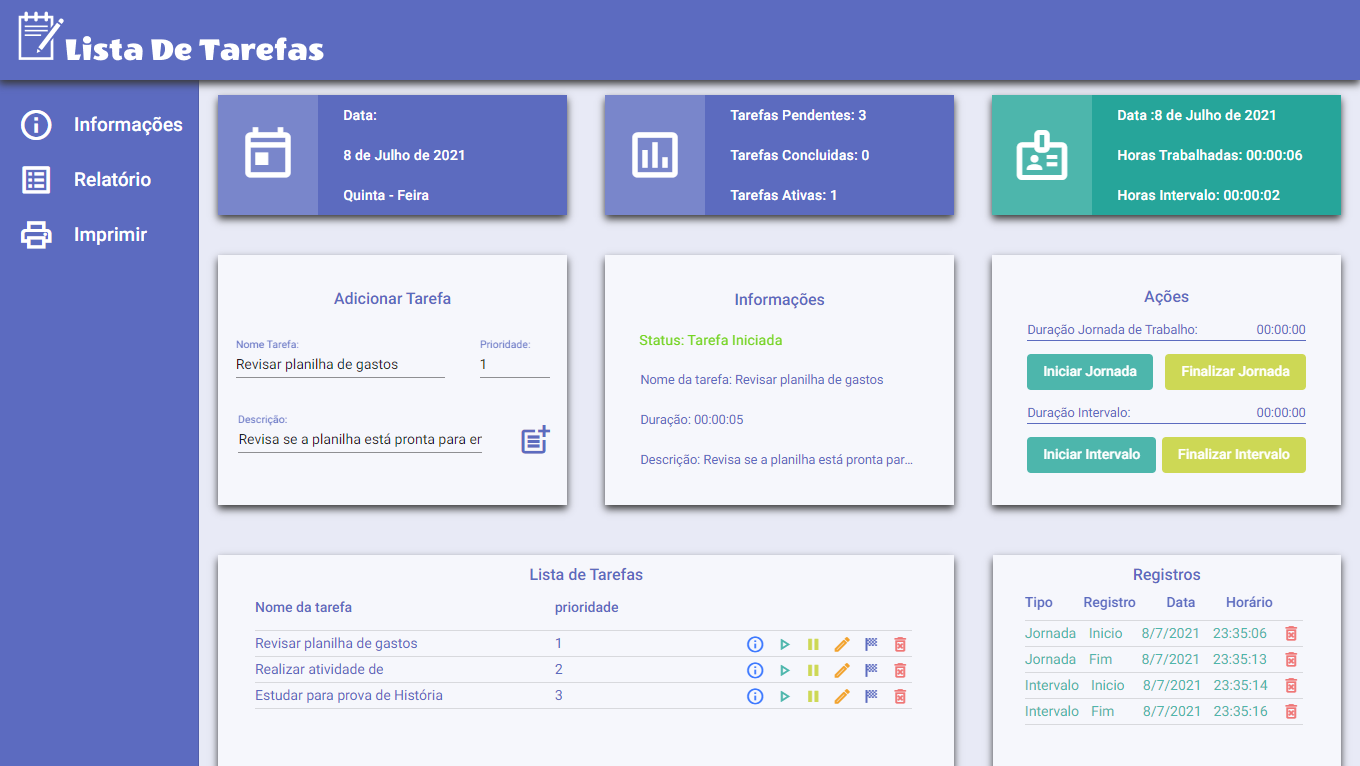 Lista De Tarefas
Informações
Relatório
Imprimir
Data:
8 de Julho de 2021
Quinta - Feira
Tarefas Pendentes: 3
Tarefas Concluidas: 0
Tarefas Ativas: 1
Data :8 de Julho de 2021
Horas Trabalhadas: 00:00:06
Horas Intervalo: 00:00:02
Adicionar Tarefa
Nome Tarefa: Prioridade:
Revisar planilha de gastos 1
Descrição:
Revisa se a planilha está pronta para er
Informações
Status: Tarefa Iniciada
Nome da tarefa: Revisar planilha de gastos
Duração: 00:00:05
Descrição: Revisa se a planilha está pronta par...
Ações
Duração Jornada de Trabalho: 00:00:00
Iniciar Jornada Finalizar Jornada
Duração Intervalo: 00:00:00
Iniciar Intervalo Finalizar Intervalo
Lista de Tarefas
Nome da tarefa prioridade
Revisar planilha de gastos 1
Realizar atividade de 2
Estudar para prova de História 3
Registros
Tipo Registro Data Horário
Jornada Inicio 8/7/2021 23:35:06
Jornada Fim 8/7/2021 23:35:13
Intervalo Inicio 8/7/2021 23:35:14
Intervalo Fim 8/7/2021 23:35:16